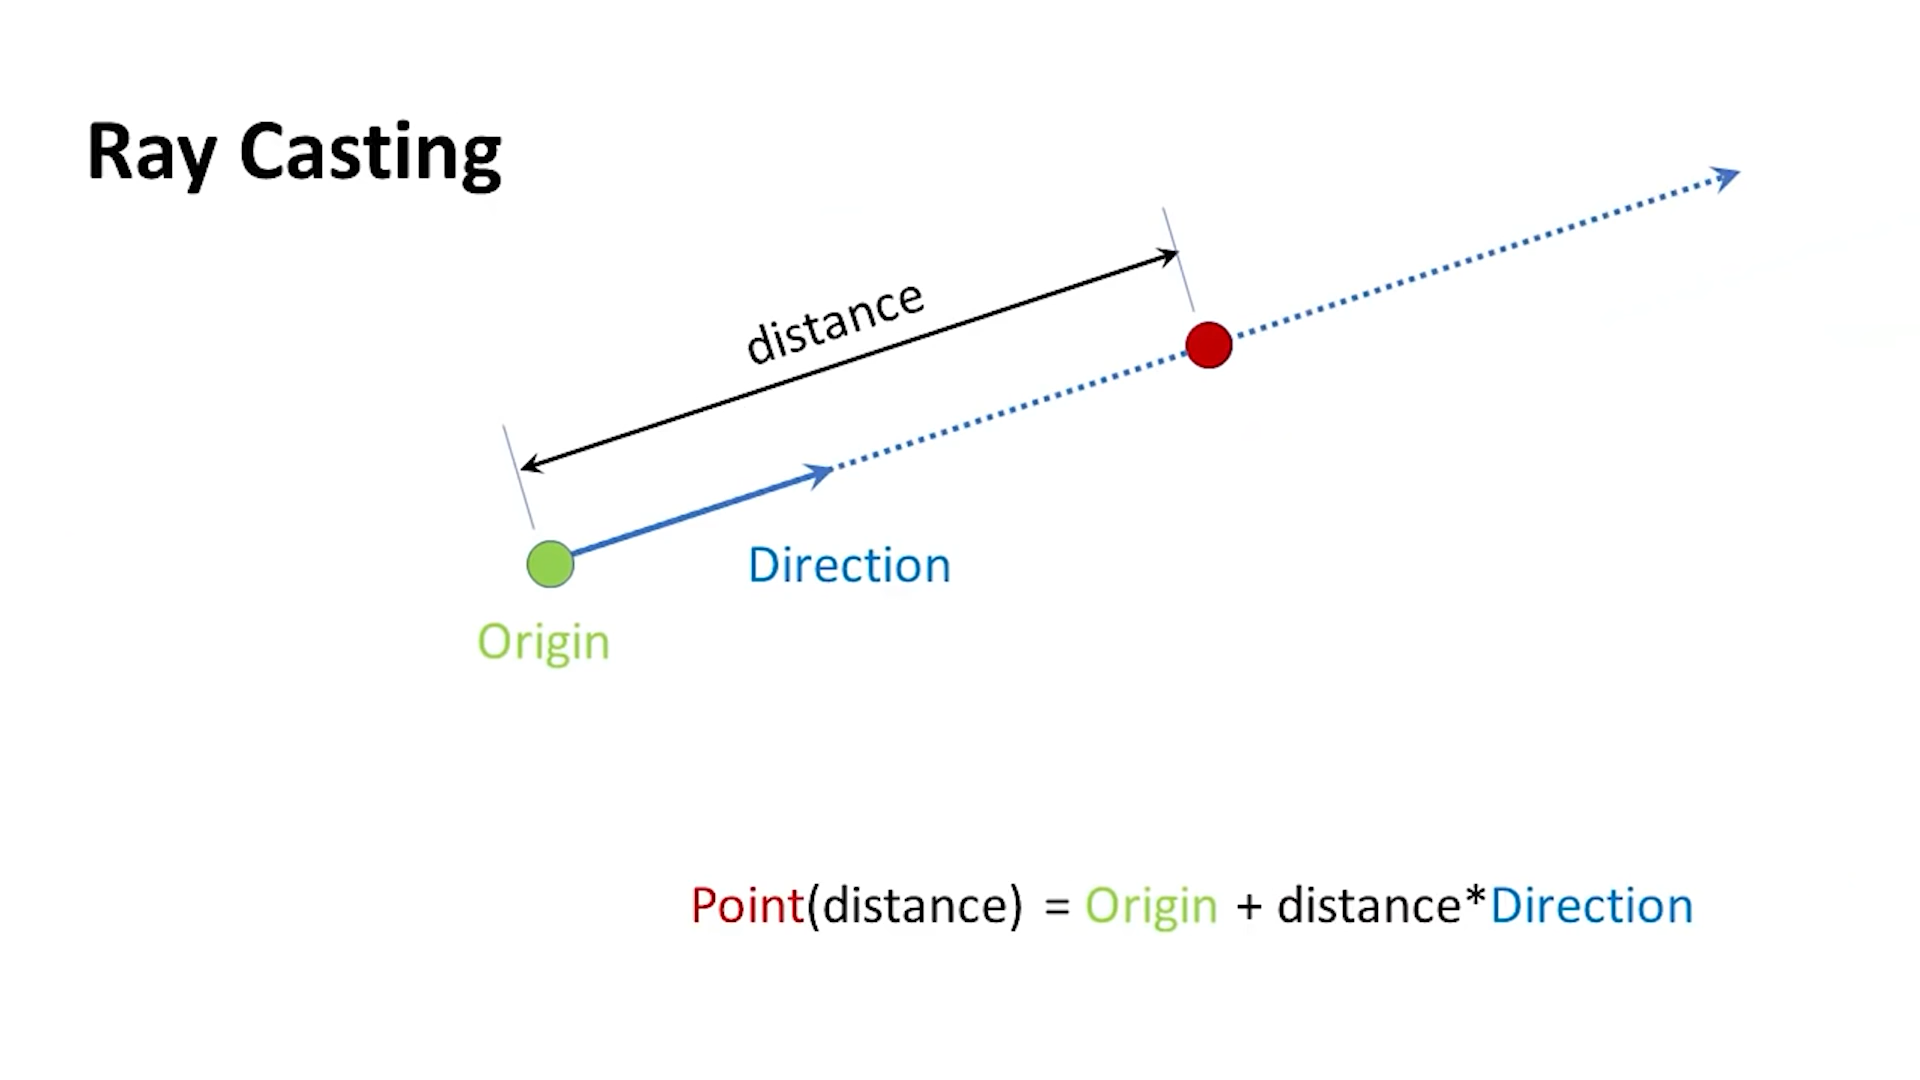 Ray Casting
distance
Direction
Origin
Point(distance) = Origin + distance*Direction